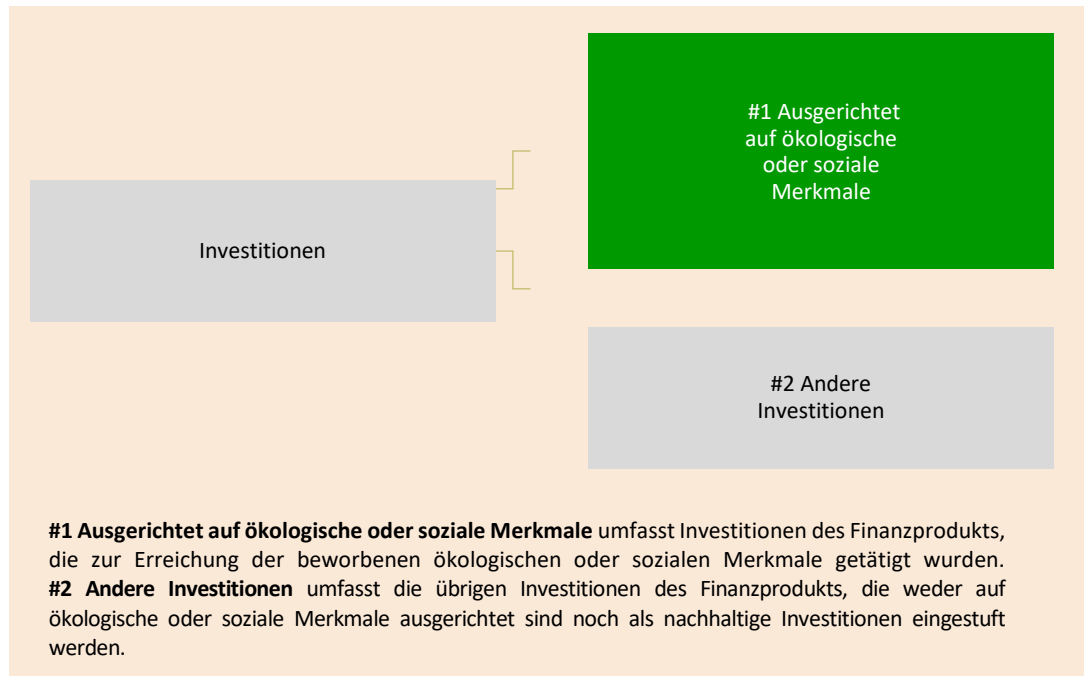 #1 Ausgerichtet
auf ökologische
oder soziale
Merkmale
Investitionen
#2 Andere
Investitionen
#1 Ausgerichtet auf ökologische oder soziale Merkmale umfasst Investitionen des Finanzprodukts,
die zur Erreichung der beworbenen ökologischen oder sozialen Merkmale getätigt wurden.
#2 Andere Investitionen umfasst die übrigen Investitionen des Finanzprodukts, die weder auf
ökologische oder soziale Merkmale ausgerichtet sind noch als nachhaltige Investitionen eingestuft
werden.